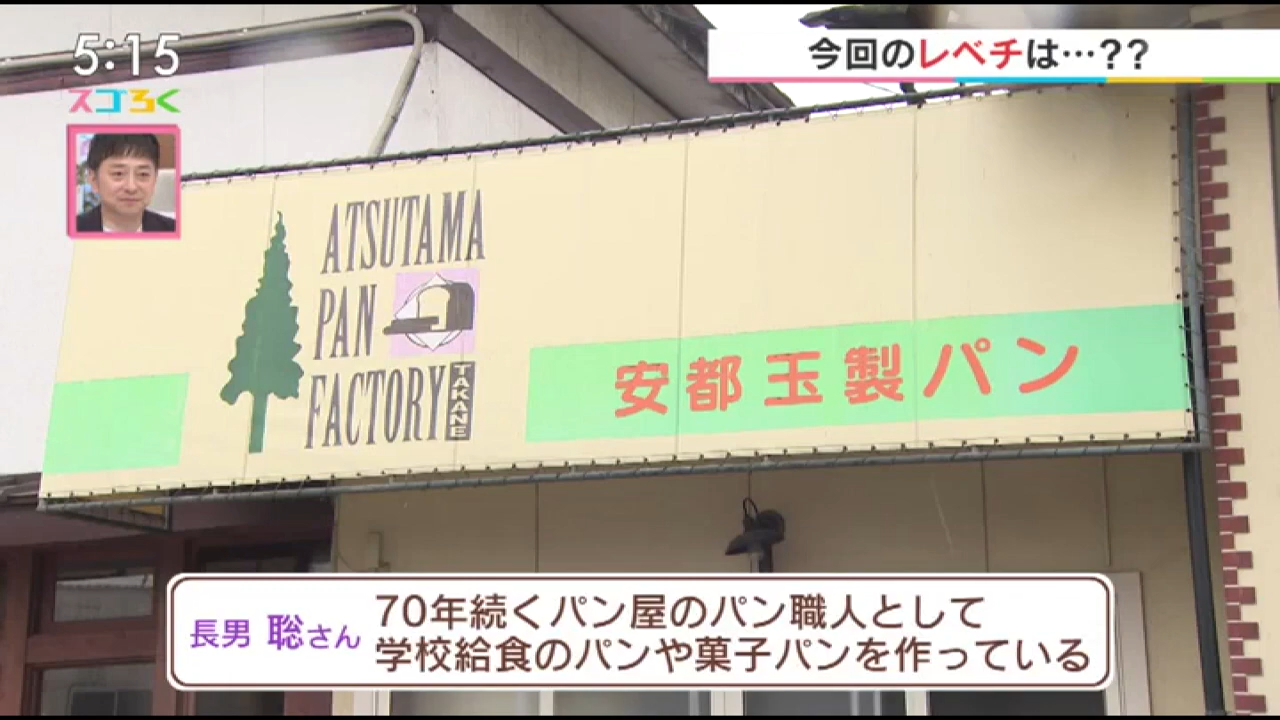 5:15
スゴろく
今回のレベチは…??
ATSUTAMA
PAN
FACTORY
TAKANE
安都玉製パン
長男 聡さん
70年続くパン屋のパン職人として
学校給食のパンや菓子パンを作っている